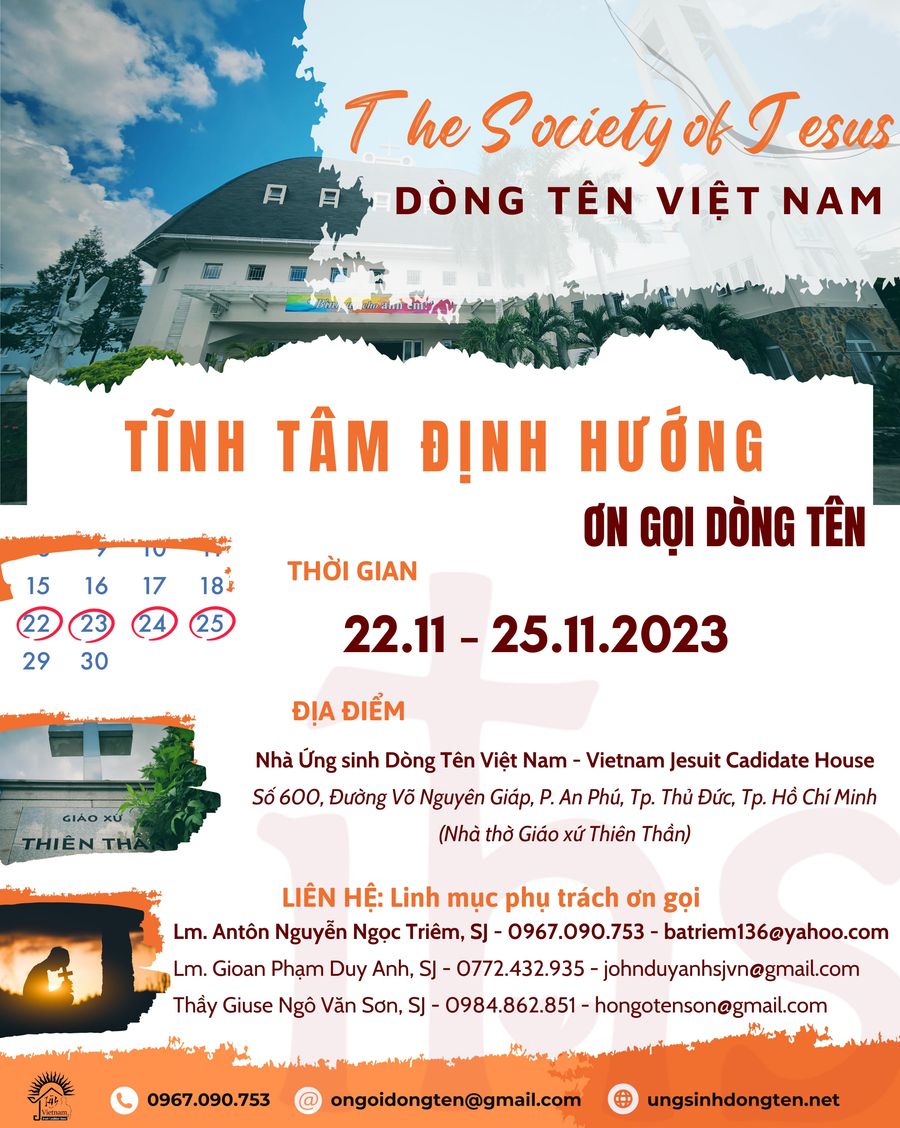 The Society of Jesus
DÒNG TÊN VIỆT NAM
TĨNH TÂM ĐỊNH HƯỚNG
ƠN GỌI DÒNG TÊN
15 16 17 18
22 23 24 25
29 30
THỜI GIAN
22.11 – 25.11.2023
ĐỊA ĐIỂM
Nhà Ứng sinh Dòng Tên Việt Nam - Vietnam Jesuit Cadidate House
Số 600, Đường Võ Nguyên Giáp, P. An Phú, Tp. Thủ Đức, Tp. Hồ Chí Minh
(Nhà thờ Giáo xứ Thiên Thần)
GIÁO XỨ
THIÊN THẦN
LIÊN HỆ: Linh mục phụ trách ơn gọi
Lm. Antôn Nguyễn Ngọc Triêm, SJ - 0967.090.753 - batriem136@yahoo.com
Lm. Gioan Phạm Duy Anh, SJ - 0772.432.935 - johnduyanhsjvn@gmail.com
Thầy Giuse Ngô Văn Sơn, SJ - 0984.862.851 - hongotenson@gmail.com
ihs
Vietnam
0967.090.753
ongoidongten@gmail.com
ungsinhdongten.net